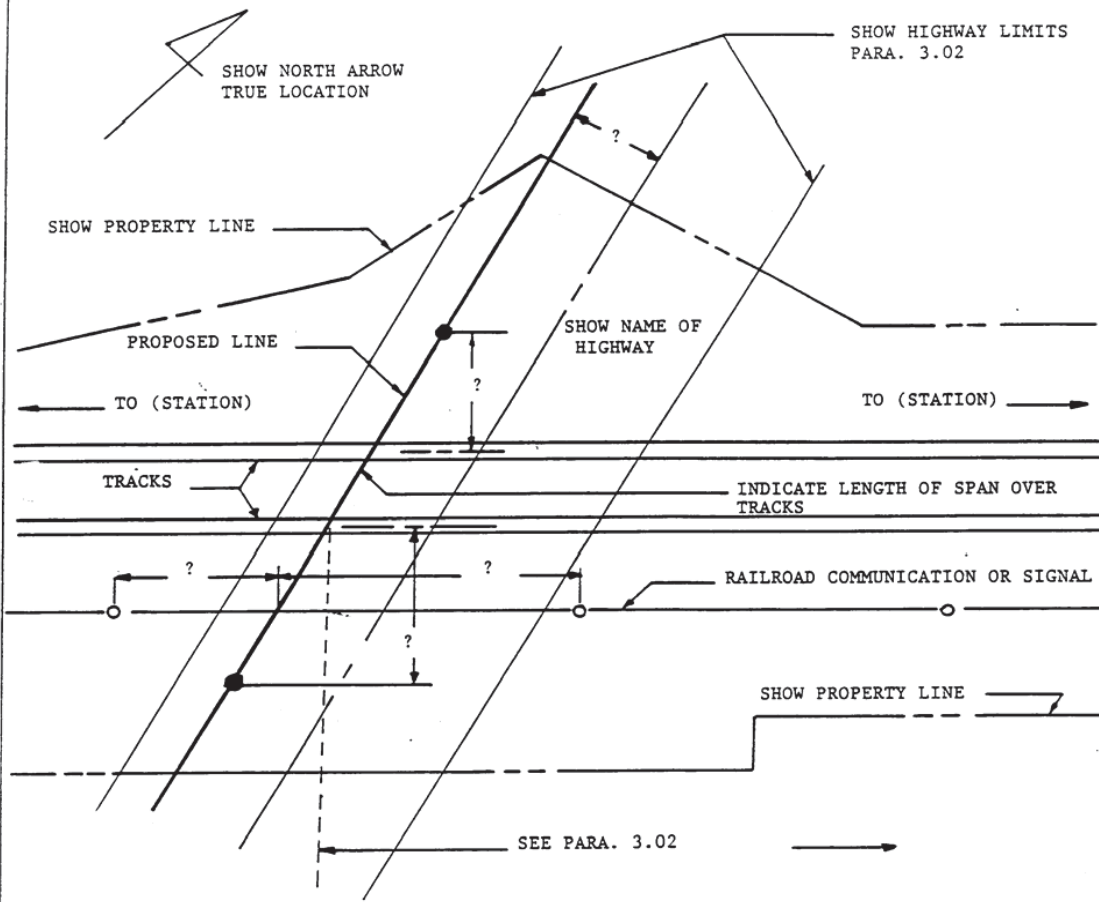 SHOW NORTH ARROW
TRUE LOCATION
SHOW HIGHWAY LIMITS
PARA. 3.02
?
SHOW PROPERTY LINE
PROPOSED LINE
SHOW NAME OF
HIGHWAY
?
TO (STATION)
TO (STATION)
TRACKS
INDICATE LENGTH OF SPAN OVER
TRACKS
?
?
RAILROAD COMMUNICATION OR SIGNAL
?
SHOW PROPERTY LINE
SEE PARA. 3.02